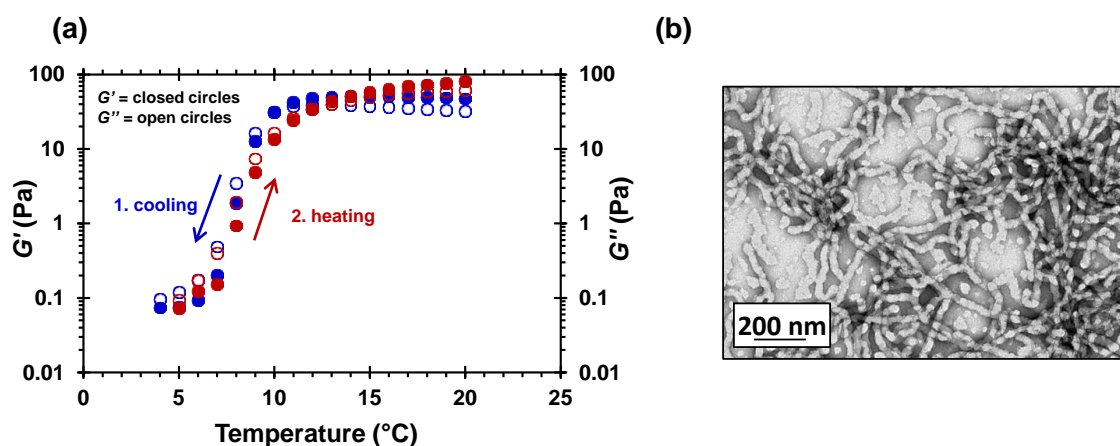 (a)
(b)
G' = closed circles
G'' = open circles
1. cooling
2. heating
G' (Pa)
100
10
1
0.1
0.01
G'' (Pa)
100
10
1
0.1
0.01
0
5
10
15
20
25
Temperature (°C)
200 nm